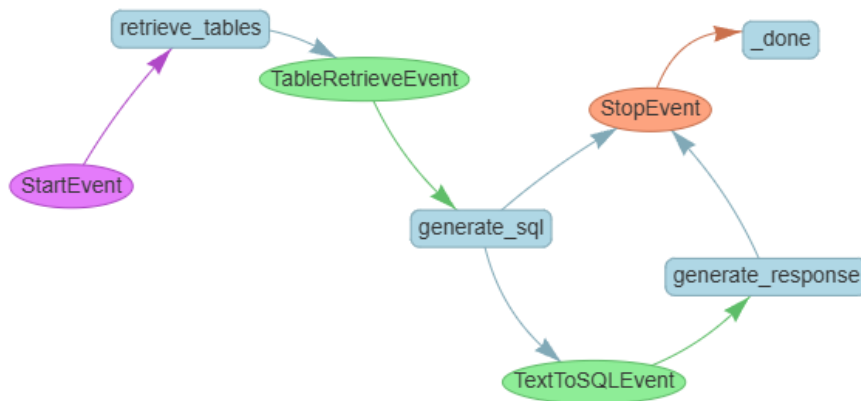 retrieve_tables
_done
TableRetrieveEvent
StopEvent
StartEvent
generate_sql
generate_response
TextToSQLEvent